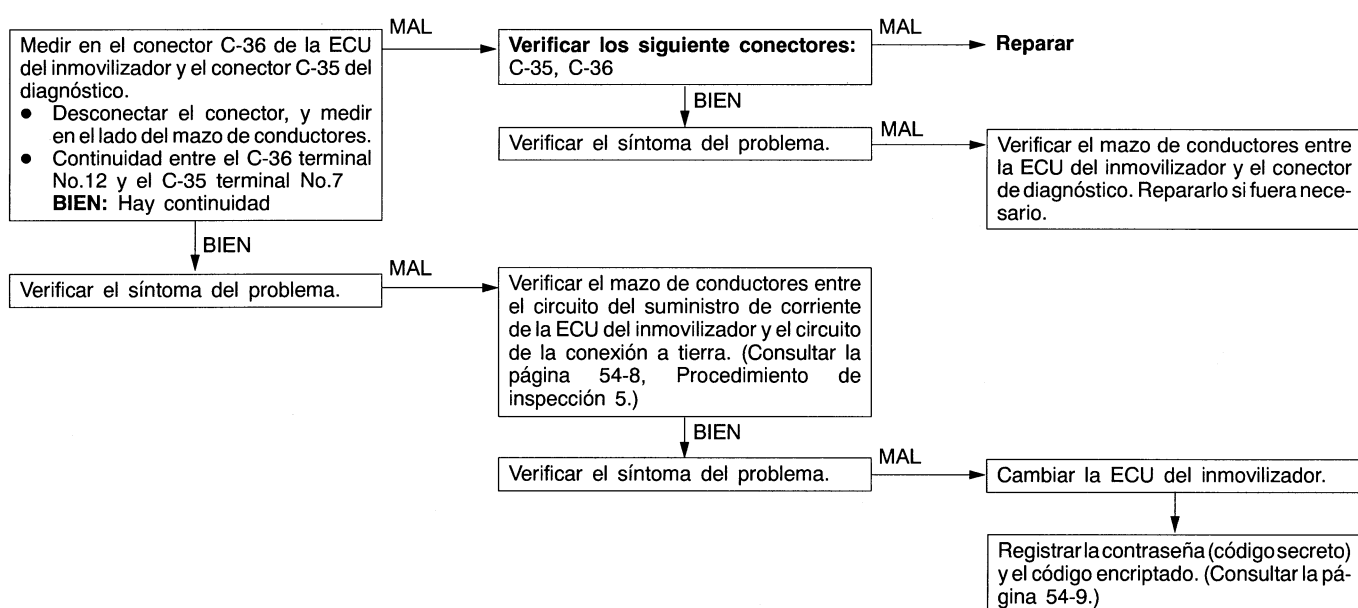 Medir en el conector C-36 de la ECU
del inmovilizador y el conector C-35 del
diagnóstico.
● Desconectar el conector, y medir
en el lado del mazo de conductores.
● Continuidad entre el C-36 terminal
No.12 y el C-35 terminal No.7
BIEN: Hay continuidad
MAL
Verificar los siguiente conectores:
C-35, C-36
MAL
Reparar
BIEN
Verificar el síntoma del problema.
MAL
Verificar el mazo de conductores entre
la ECU del inmovilizador y el conector
de diagnóstico. Repararlo si fuera nece-
sario.
BIEN
Verificar el síntoma del problema.
MAL
Verificar el mazo de conductores entre
el circuito del suministro de corriente
de la ECU del inmovilizador y el circuito
de la conexión a tierra. (Consultar la
página 54-8, Procedimiento de
inspección 5.)
BIEN
Verificar el síntoma del problema.
MAL
Cambiar la ECU del inmovilizador.
Registrar la contraseña (código secreto)
y el código encriptado. (Consultar la pá-
gina 54-9.)